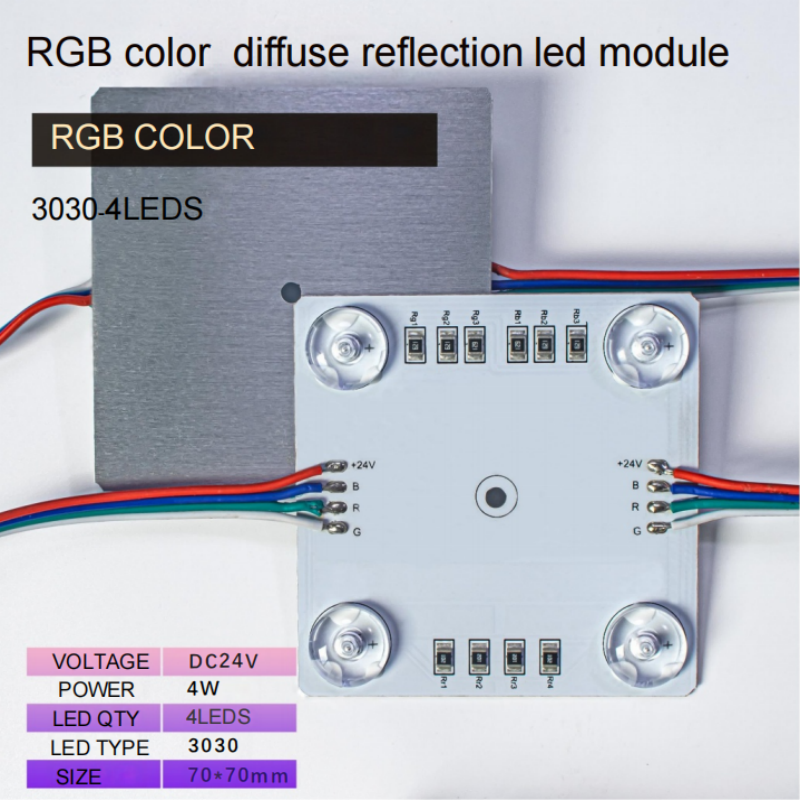 RGB color diffuse reflection led module
RGB COLOR
3030-4LEDS
Rg1 Rg2 Rg3 Rb1 Rb2 Rb3
+
+
+24V
B
R
G
+24V
B
R
G
+
+
Rr1 Rr2 Rr3 Rr4
VOLTAGE DC24V
POWER 4W
LED QTY 4LEDS
LED TYPE 3030
SIZE 70*70mm